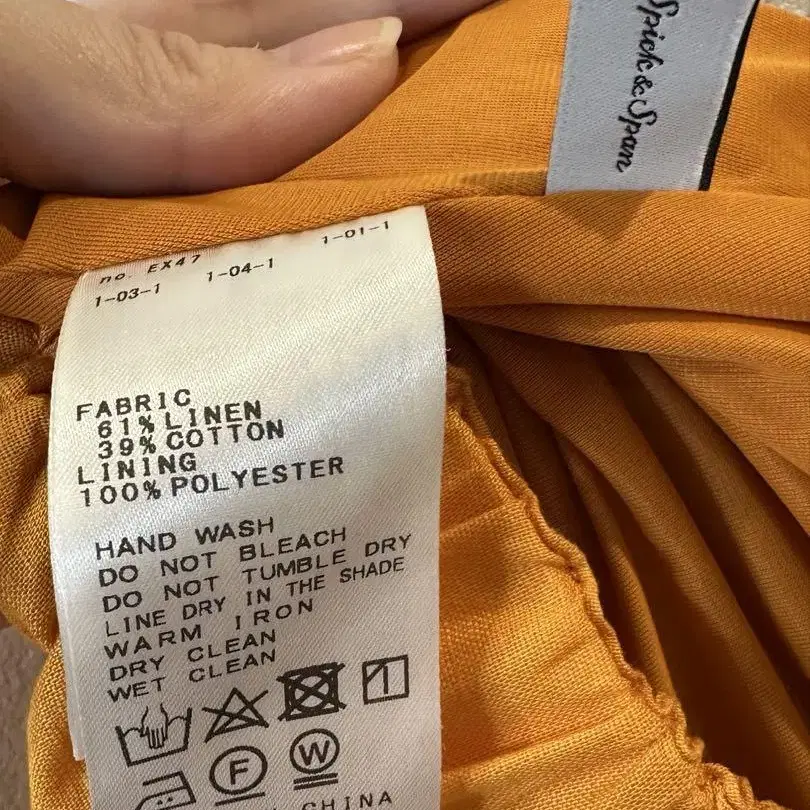 Spick & Span
no. EX47
1-03-1 1-04-1 1-01-1
FABRIC
61% LINEN
39% COTTON
LINING
100% POLYESTER
HAND WASH
DO NOT BLEACH
DO NOT TUMBLE DRY
LINE DRY IN THE SHADE
WARM IRON
DRY CLEAN
WET CLEAN
F W
CHINA